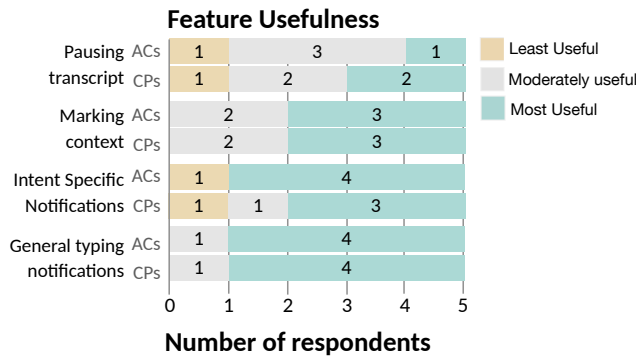 Feature Usefulness
Pausing transcript
ACs 1 3 1
CPs 1 2 2
Marking context
ACs 2 3
CPs 2 3
Intent Specific Notifications
ACs 1 4
CPs 1 1 3
General typing notifications
ACs 1 4
CPs 1 4
0 1 2 3 4 5
Number of respondents
Least Useful
Moderately useful
Most Useful